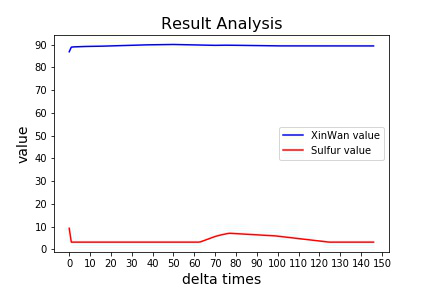 Result Analysis
value
90
80
70
60
50
40
30
20
10
0
XinWan value
Sulfur value
0 10 20 30 40 50 60 70 80 90 100 110 120 130 140 150
delta times